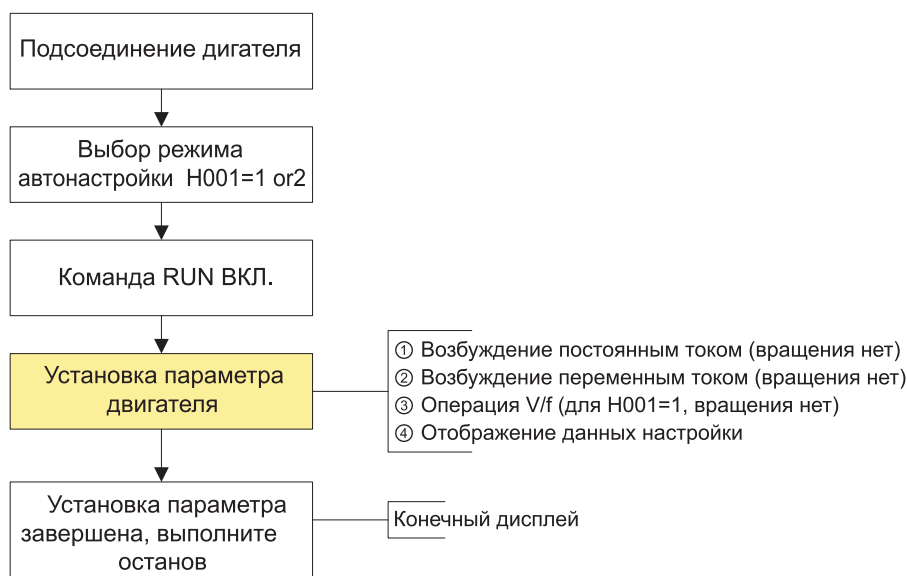 Подсоединение дигателя
Выбор режима
автонастройки H001=1 or2
Команда RUN ВКЛ.
Установка параметра
двигателя
① Возбуждение постоянным током (вращения нет)
② Возбуждение переменным током (вращения нет)
③ Операция V/f (для H001=1, вращения нет)
④ Отображение данных настройки
Установка параметра
завершена, выполните
останов
Конечный дисплей